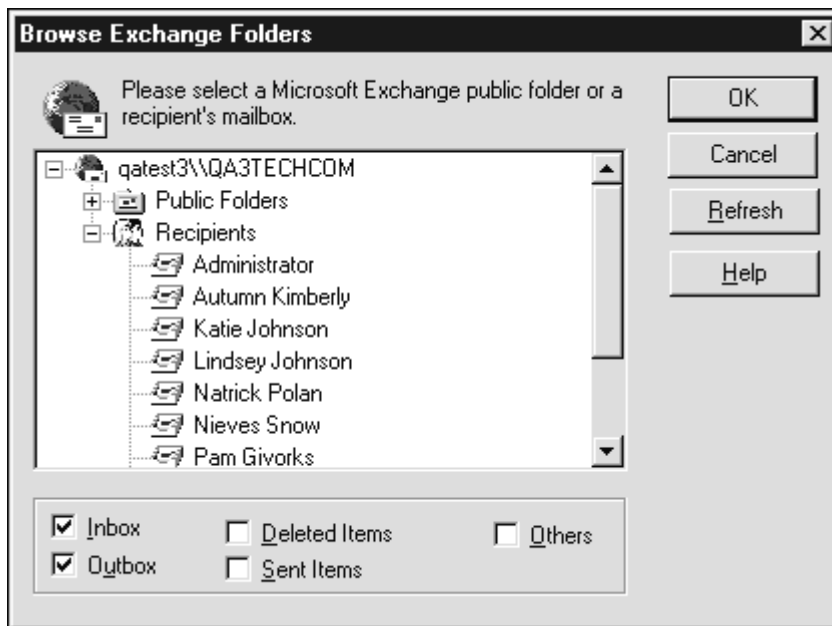 Browse Exchange Folders
Please select a Microsoft Exchange public folder or a
recipient's mailbox.
OK
Cancel
Refresh
Help
qatest3\\QA3TECHCOM
Public Folders
Recipients
Administrator
Autumn Kimberly
Katie Johnson
Lindsey Johnson
Natrick Polan
Nieves Snow
Pam Givorks
Inbox
Deleted Items
Others
Outbox
Sent Items